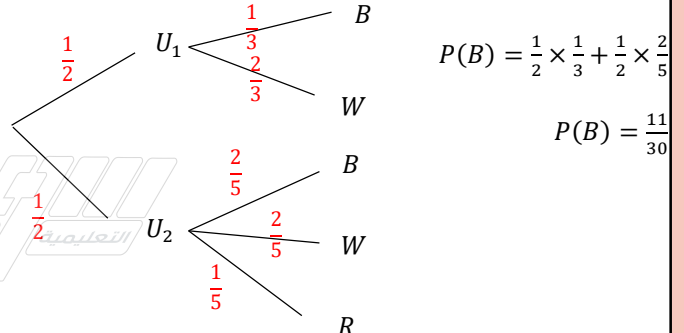 1/3 B
1/2 U₁
2/3
W
P(B) = 1/2 × 1/3 + 1/2 × 2/5
P(B) = 11/30
2/5 B
1/2 U₂ 2/5 W
التعليمية
1/5
R